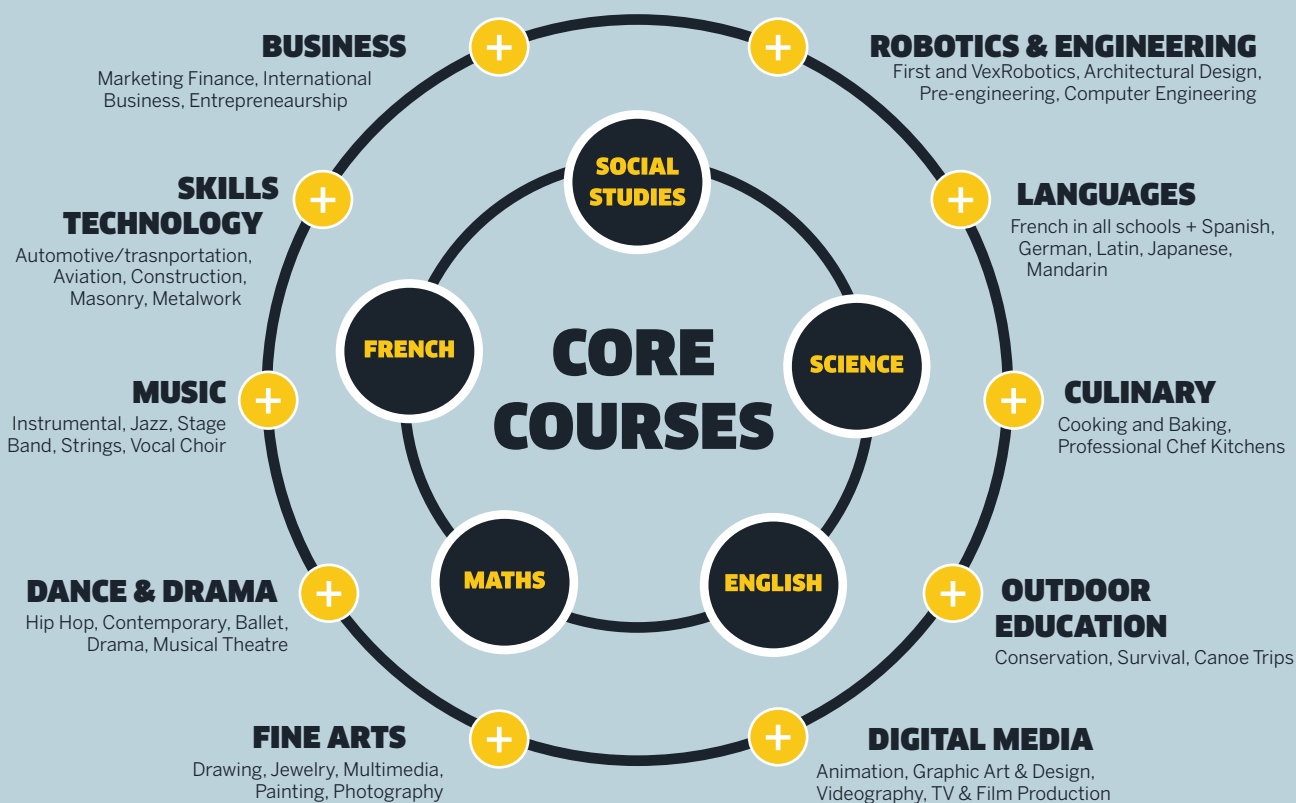 BUSINESS
Marketing Finance, International
Business, Entrepreneaurship
ROBOTICS & ENGINEERING
First and VexRobotics, Architectural Design,
Pre-engineering, Computer Engineering
SKILLS
TECHNOLOGY
Automotive/trasnportation,
Aviation, Construction,
Masonry, Metalwork
LANGUAGES
French in all schools + Spanish,
German, Latin, Japanese,
Mandarin
MUSIC
Instrumental, Jazz, Stage
Band, Strings, Vocal Choir
CULINARY
Cooking and Baking,
Professional Chef Kitchens
DANCE & DRAMA
Hip Hop, Contemporary, Ballet,
Drama, Musical Theatre
OUTDOOR
EDUCATION
Conservation, Survival, Canoe Trips
FINE ARTS
Drawing, Jewelry, Multimedia,
Painting, Photography
DIGITAL MEDIA
Animation, Graphic Art & Design,
Videography, TV & Film Production
CORE
COURSES
SOCIAL
STUDIES
FRENCH
SCIENCE
MATHS
ENGLISH